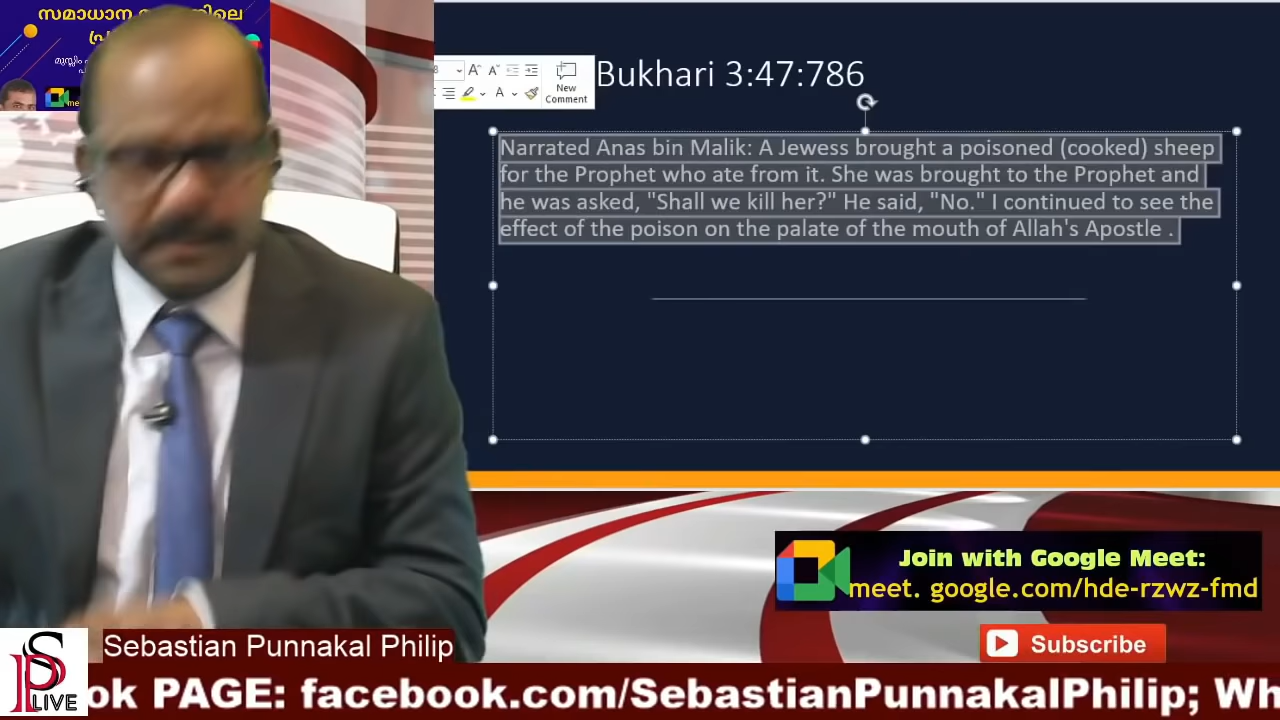 സമാധാന
നിലെ
പ്ര
മുസ്ലിം
me
8
New
Comment
Bukhari 3:47:786
Narrated Anas bin Malik: A Jewess brought a poisoned (cooked) sheep
for the Prophet who ate from it. She was brought to the Prophet and
he was asked, "Shall we kill her?" He said, "No." I continued to see the
effect of the poison on the palate of the mouth of Allah's Apostle .
Join with Google Meet:
meet. google.com/hde-rzwz-fmd
Subscribe
Sebastian Punnakal Philip
SP LIVE
ok PAGE: facebook.com/SebastianPunnakalPhilip; Wh